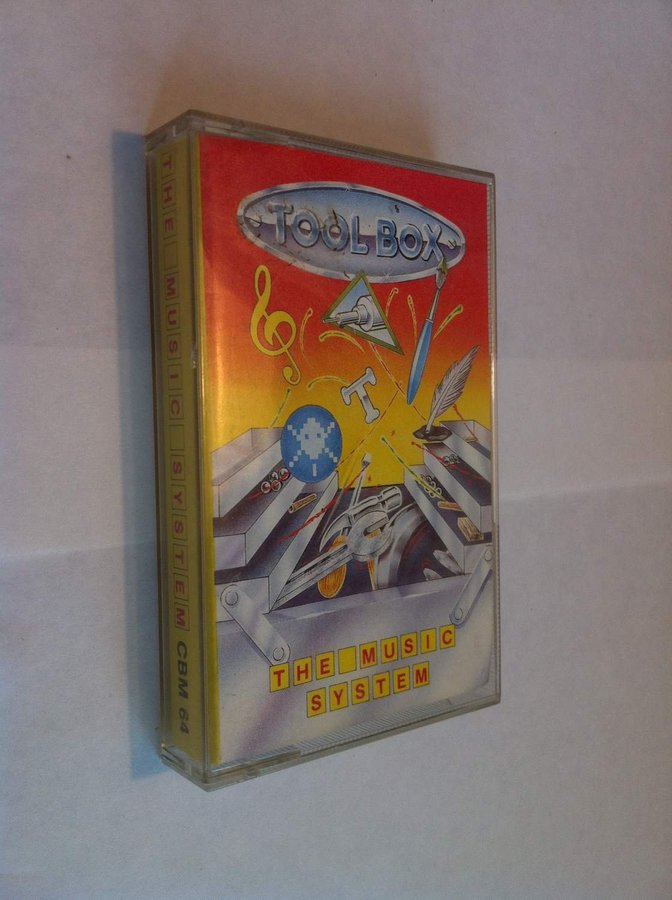 THE MUSIC SYSTEM CBM 64
TOOL BOX
T
THE MUSIC
SYSTEM